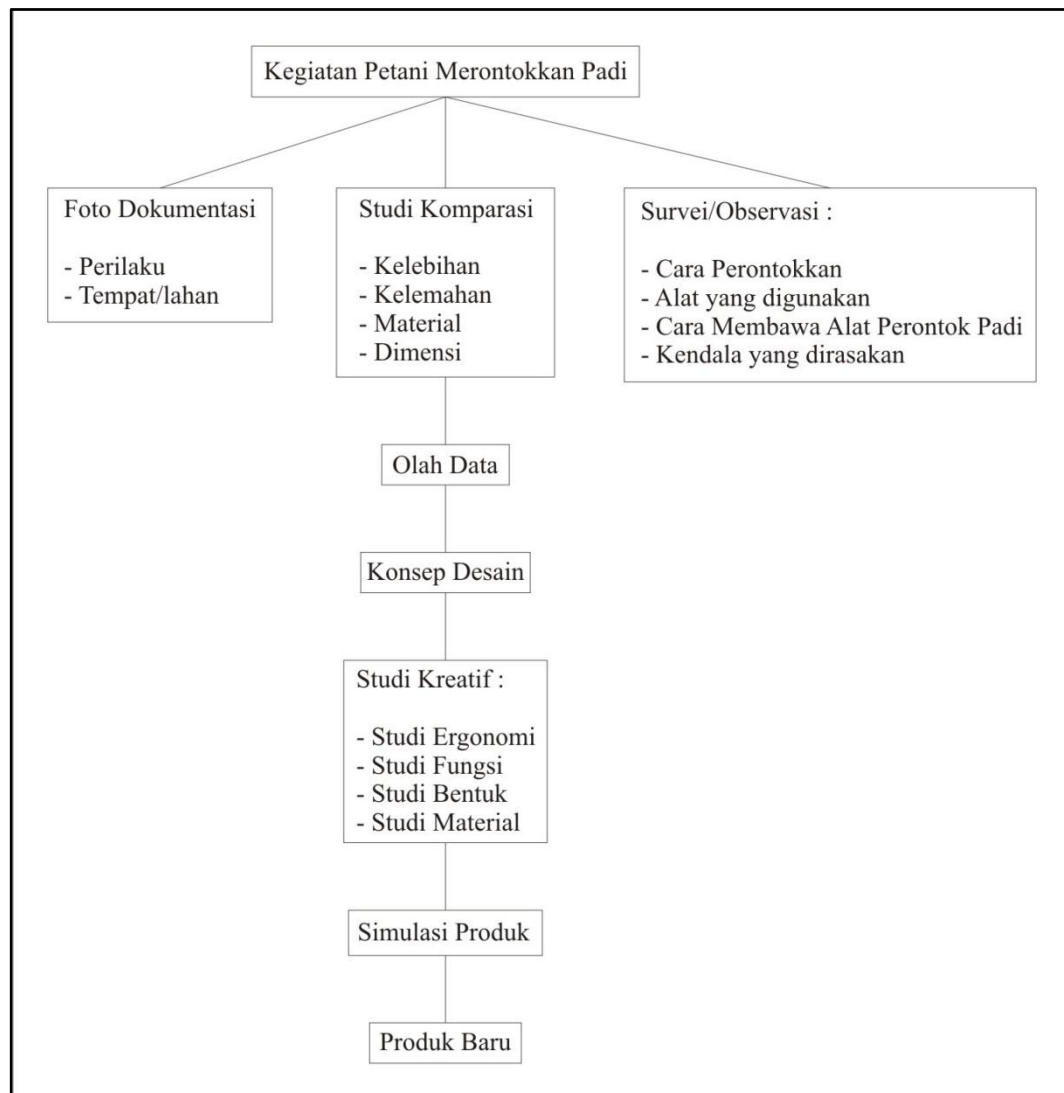 Kegiatan Petani Merontokkan Padi
Foto Dokumentasi
- Perilaku
- Tempat/lahan
Studi Komparasi
- Kelebihan
- Kelemahan
- Material
- Dimensi
Survei/Observasi :
- Cara Perontokkan
- Alat yang digunakan
- Cara Membawa Alat Perontok Padi
- Kendala yang dirasakan
Olah Data
Konsep Desain
Studi Kreatif :
- Studi Ergonomi
- Studi Fungsi
- Studi Bentuk
- Studi Material
Simulasi Produk
Produk Baru